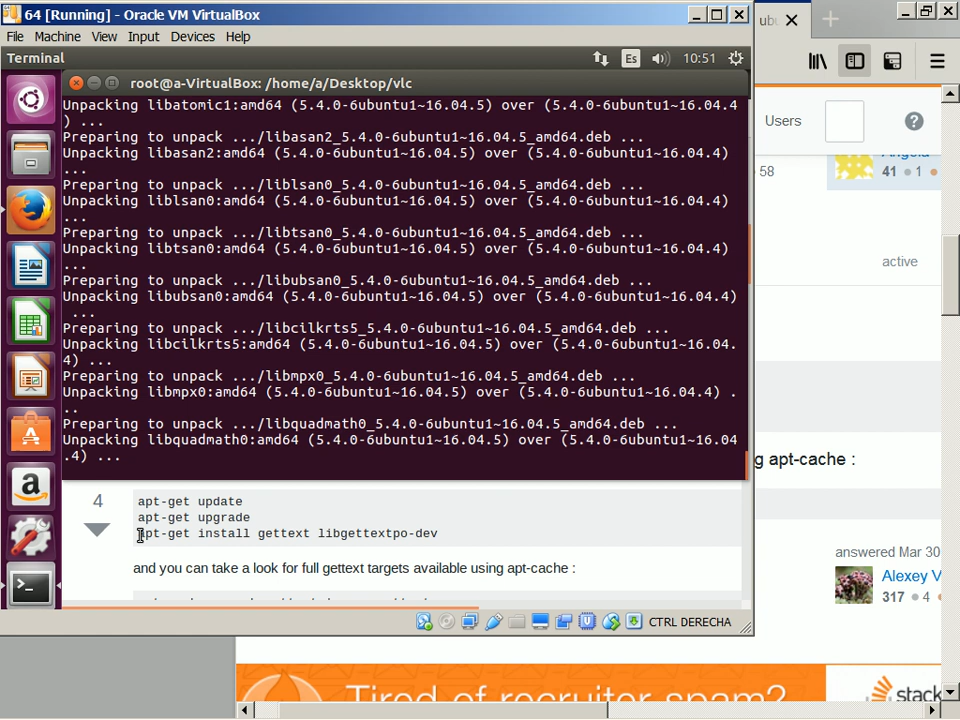 64 [Running] - Oracle VM VirtualBox
File Machine View Input Devices Help
Terminal
Es
10:51
root@a-VirtualBox: /home/a/Desktop/vlc
Unpacking libatomic1:amd64 (5.4.0-6ubuntu1~16.04.5) over (5.4.0-6ubuntu1~16.04.4
) ...
Preparing to unpack .../libasan2_5.4.0-6ubuntu1~16.04.5_amd64.deb ...
Unpacking libasan2:amd64 (5.4.0-6ubuntu1~16.04.5) over (5.4.0-6ubuntu1~16.04.4)
...
Preparing to unpack .../liblsan0_5.4.0-6ubuntu1~16.04.5_amd64.deb ...
Unpacking liblsan0:amd64 (5.4.0-6ubuntu1~16.04.5) over (5.4.0-6ubuntu1~16.04.4)
...
Preparing to unpack .../libtsan0_5.4.0-6ubuntu1~16.04.5_amd64.deb ...
Unpacking libtsan0:amd64 (5.4.0-6ubuntu1~16.04.5) over (5.4.0-6ubuntu1~16.04.4)
...
Preparing to unpack .../libubsan0_5.4.0-6ubuntu1~16.04.5_amd64.deb ...
Unpacking libubsan0:amd64 (5.4.0-6ubuntu1~16.04.5) over (5.4.0-6ubuntu1~16.04.4)
...
Preparing to unpack .../libcilkrts5_5.4.0-6ubuntu1~16.04.5_amd64.deb ...
Unpacking libcilkrts5:amd64 (5.4.0-6ubuntu1~16.04.5) over (5.4.0-6ubuntu1~16.04.
4) ...
Preparing to unpack .../libmpx0_5.4.0-6ubuntu1~16.04.5_amd64.deb ...
Unpacking libmpx0:amd64 (5.4.0-6ubuntu1~16.04.5) over (5.4.0-6ubuntu1~16.04.4) .
..
Preparing to unpack .../libquadmath0_5.4.0-6ubuntu1~16.04.5_amd64.deb ...
Unpacking libquadmath0:amd64 (5.4.0-6ubuntu1~16.04.5) over (5.4.0-6ubuntu1~16.04
.4) ...
4
apt-get update
apt-get upgrade
apt-get install gettext libgettextpo-dev
and you can take a look for full gettext targets available using apt-cache :
CTRL DERECHA
ubu
Users
58
41 1
active
g apt-cache :
answered Mar 30
Alexey V
317 4
Tired of recruiter spam?
stack